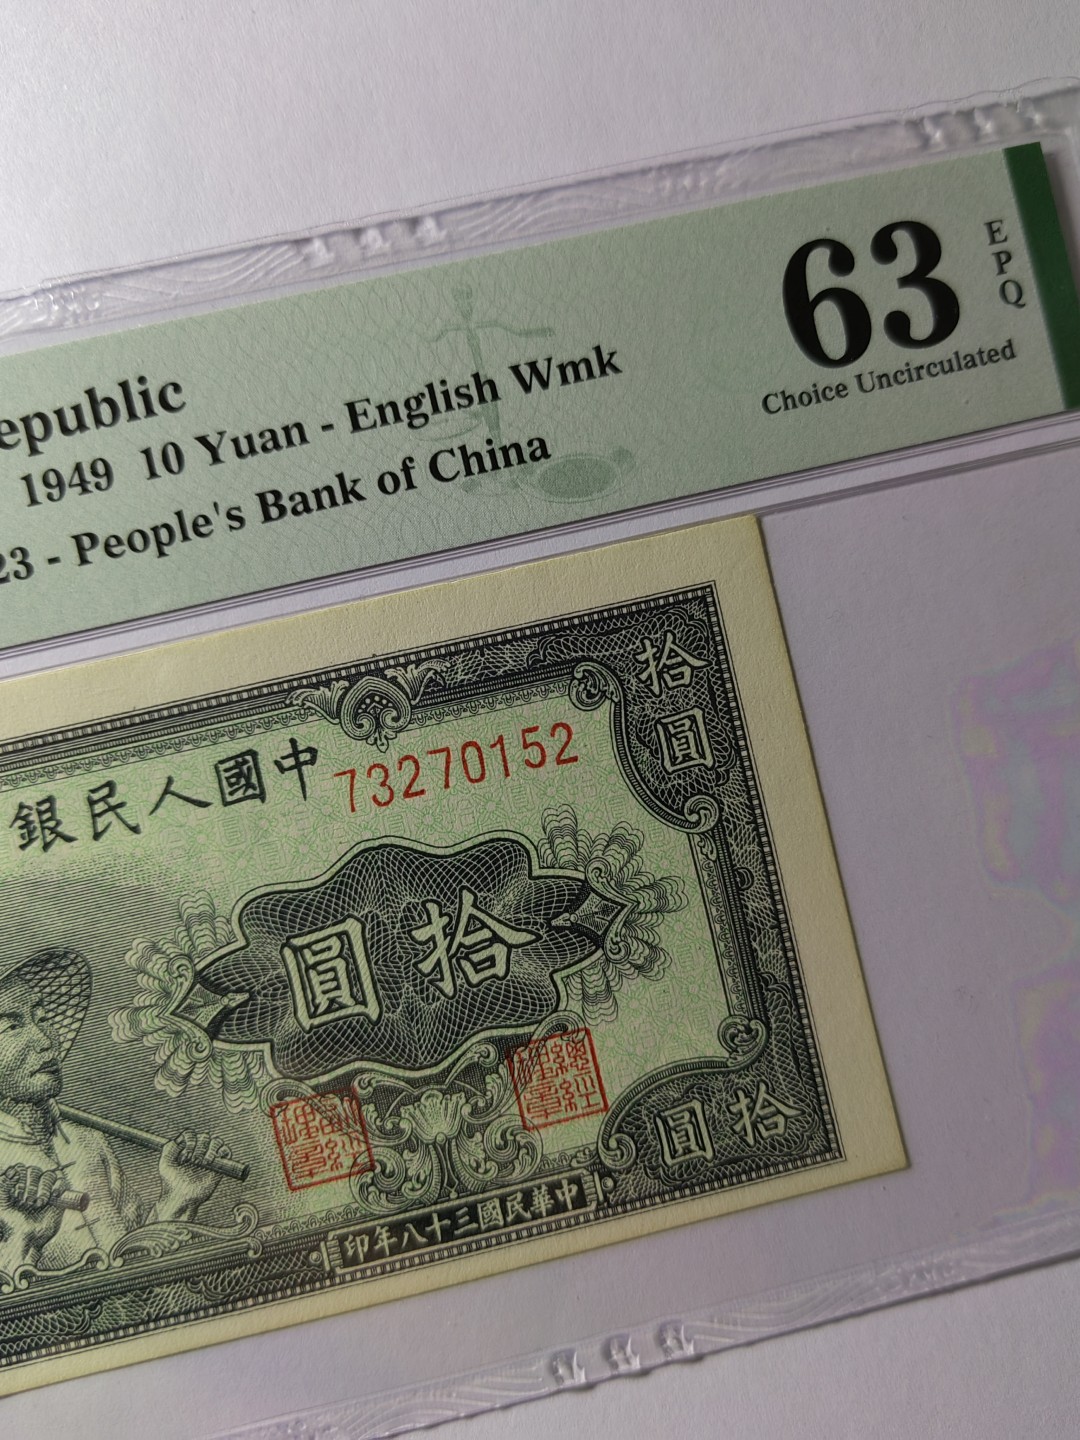 epublic
1949 10 Yuan - English Wmk
23 - People's Bank of China
63
EPQ
Choice Uncirculated
銀民人國中
73270152
拾圓
圓拾
圓拾
印年八十三國民華中